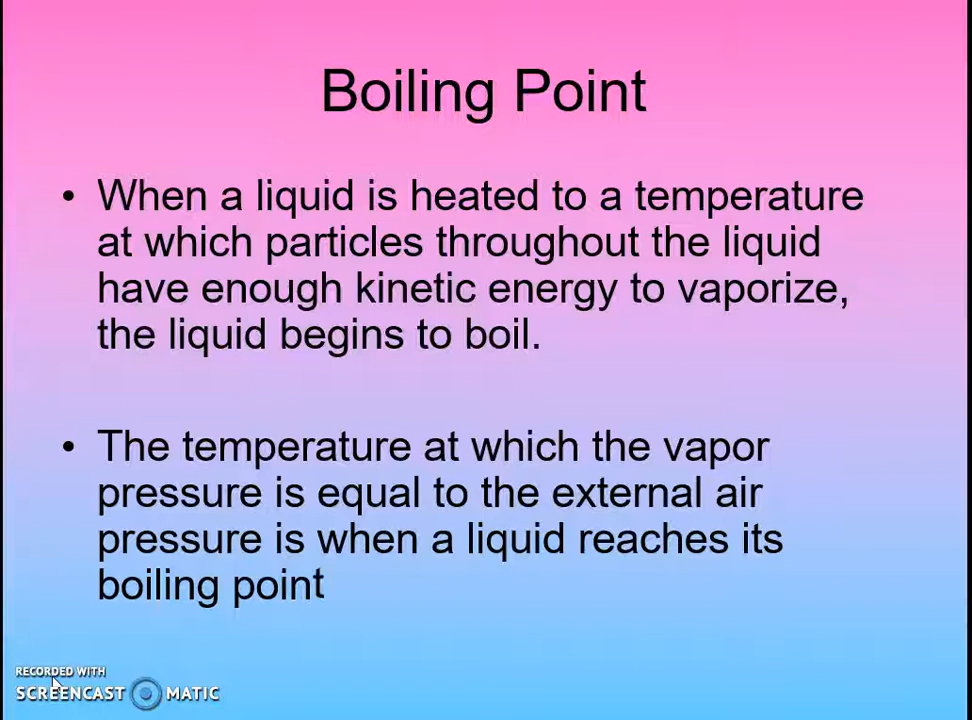 Boiling Point
• When a liquid is heated to a temperature
at which particles throughout the liquid
have enough kinetic energy to vaporize,
the liquid begins to boil.
• The temperature at which the vapor
pressure is equal to the external air
pressure is when a liquid reaches its
boiling point
RECORDED WITH
SCREENCAST MATIC